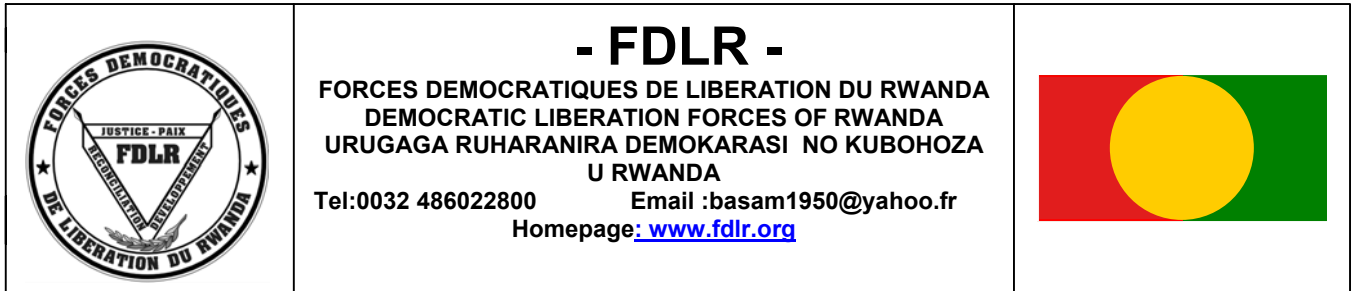 FORCES DEMOCRATIQUES
DE LIBERATION DU RWANDA
JUSTICE - PAIX
FDLR
RECONCILIATION
DEVELOPPEMENT
- FDLR -
FORCES DEMOCRATIQUES DE LIBERATION DU RWANDA
DEMOCRATIC LIBERATION FORCES OF RWANDA
URUGAGA RUHARANIRA DEMOKARASI NO KUBOHOZA
U RWANDA
Tel:0032 486022800 Email :basam1950@yahoo.fr
Homepage: www.fdlr.org